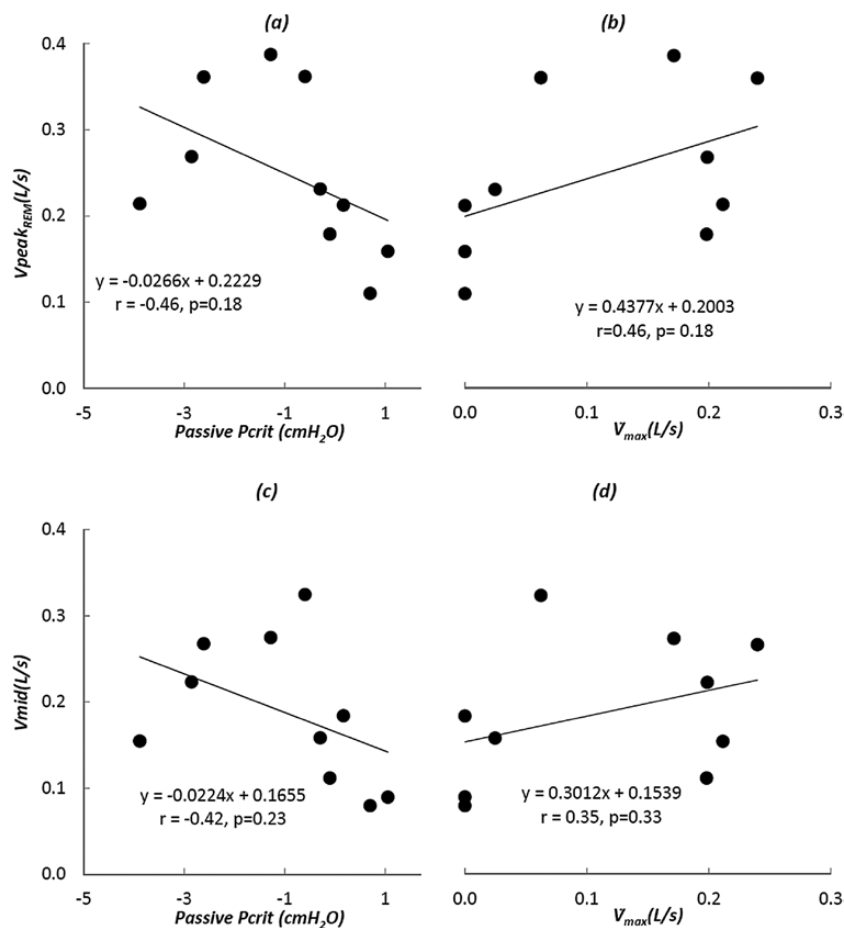 (a)
0.4
0.3
0.2
0.1
0.0
VpeakREM(L/s)
y = -0.0266x + 0.2229
r = -0.46, p=0.18
-5 -3 -1 1
Passive Pcrit (cmH2O)
(b)
y = 0.4377x + 0.2003
r=0.46, p= 0.18
0.0 0.1 0.2 0.3
V̇max(L/s)
(c)
0.4
0.3
0.2
0.1
0.0
Vmid(L/s)
y = -0.0224x + 0.1655
r = -0.42, p=0.23
-5 -3 -1 1
Passive Pcrit (cmH2O)
(d)
y = 0.3012x + 0.1539
r = 0.35, p=0.33
0.0 0.1 0.2 0.3
V̇max(L/s)